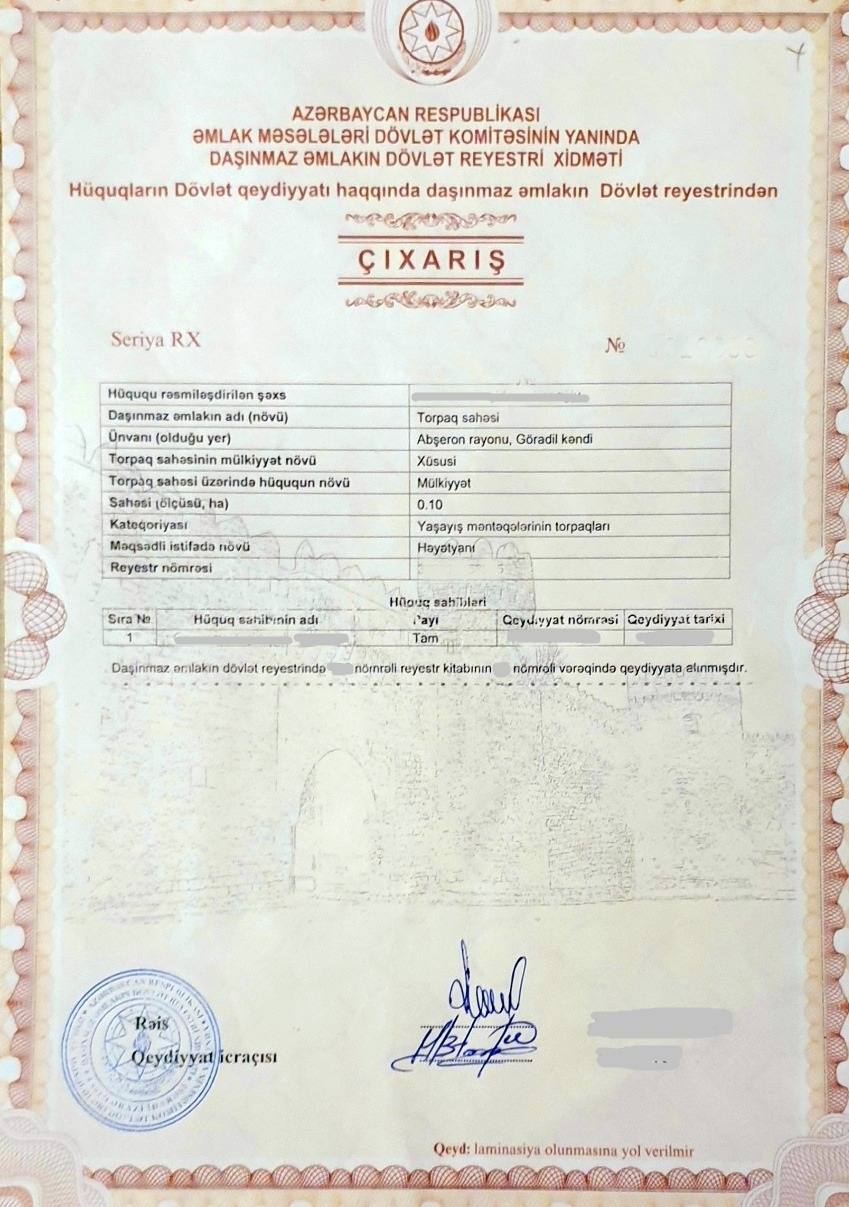 AZƏRBAYCAN RESPUBLİKASI
ƏMLAK MƏSƏLƏLƏRİ DÖVLƏT KOMİTƏSİNİN YANINDA
DAŞINMAZ ƏMLAKIN DÖVLƏT REYESTRİ XİDMƏTİ
Hüquqların Dövlət qeydiyyatı haqqında daşınmaz əmlakın Dövlət reyestrindən
ÇIXARIŞ
Seriya RX №
Hüququ rəsmiləşdirilən şəxs
Daşınmaz əmlakın adı (növü) Torpaq sahəsi
Ünvanı (olduğu yer) Abşeron rayonu, Göradil kəndi
Torpaq sahəsinin mülkiyyət növü Xüsusi
Torpaq sahəsi üzərində hüququn növü Mülkiyyət
Sahəsi (ölçüsü, ha) 0.10
Kateqoriyası Yaşayış məntəqələrinin torpaqları
Məqsədli istifadə növü Həyətyanı
Reyestr nömrəsi
Hüquq sahibləri
Sıra № Hüquq sahibinin adı Payı Qeydiyyat nömrəsi Qeydiyyat tarixi
1 Tam
Daşınmaz əmlakın dövlət reyestrində nömrəli reyestr kitabının nömrəli vərəqində qeydiyyata alınmışdır.
Rəis
Qeydiyyat icraçısı
Qeyd: laminasiya olunmasına yol verilmir